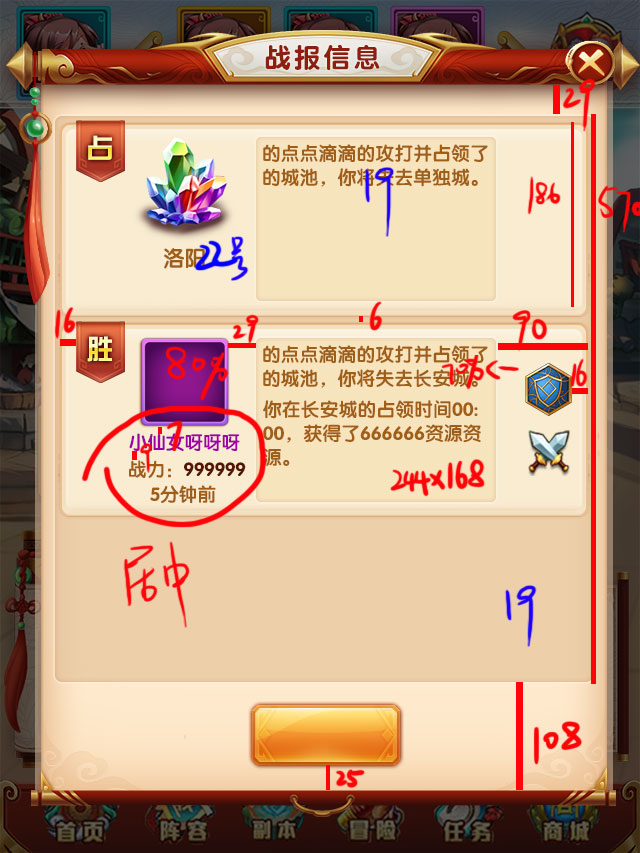 战报信息
29
占
的点点滴滴的攻打并占领了
的城池，你将失去单独城。
19
186
570
洛阳
22号
6
16
29
90
胜
80%
的点点滴滴的攻打并占领了
的城池，你将失去长安城。
16
你在长安城的占领时间00:
00，获得了666666资源资
源。
小仙女呀呀呀
7
19
战力：999999
5分钟前
244x168
居中
19
108
25
首页
阵容
副本
冒险
任务
商城